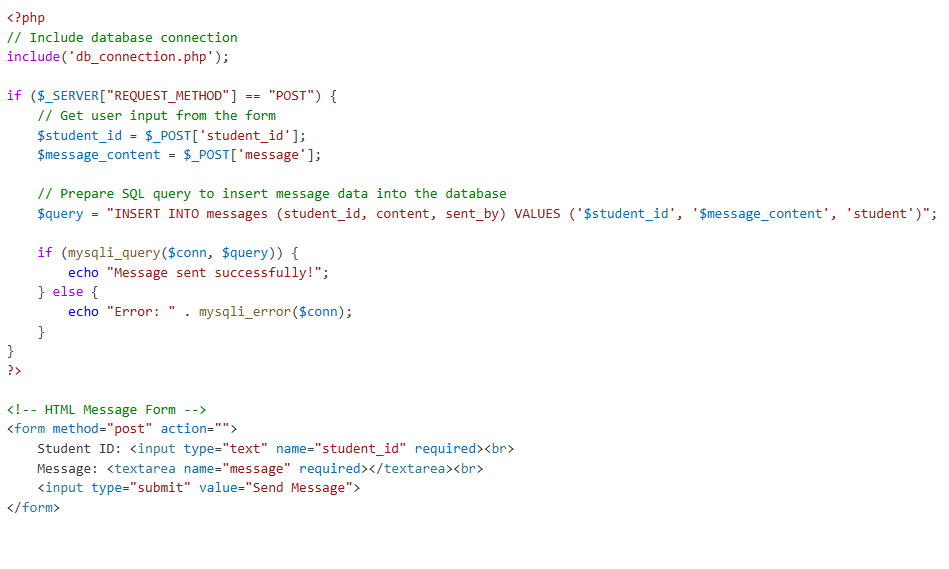 <?php
// Include database connection
include('db_connection.php');
if ($_SERVER["REQUEST_METHOD"] == "POST") {
// Get user input from the form
$student_id = $_POST['student_id'];
$message_content = $_POST['message'];
// Prepare SQL query to insert message data into the database
$query = "INSERT INTO messages (student_id, content, sent_by) VALUES ('$student_id', '$message_content', 'student')";
if (mysqli_query($conn, $query)) {
echo "Message sent successfully!";
} else {
echo "Error: " . mysqli_error($conn);
}
}
?>
<!-- HTML Message Form -->
<form method="post" action="">
Student ID: <input type="text" name="student_id" required><br>
Message: <textarea name="message" required></textarea><br>
<input type="submit" value="Send Message">
</form>